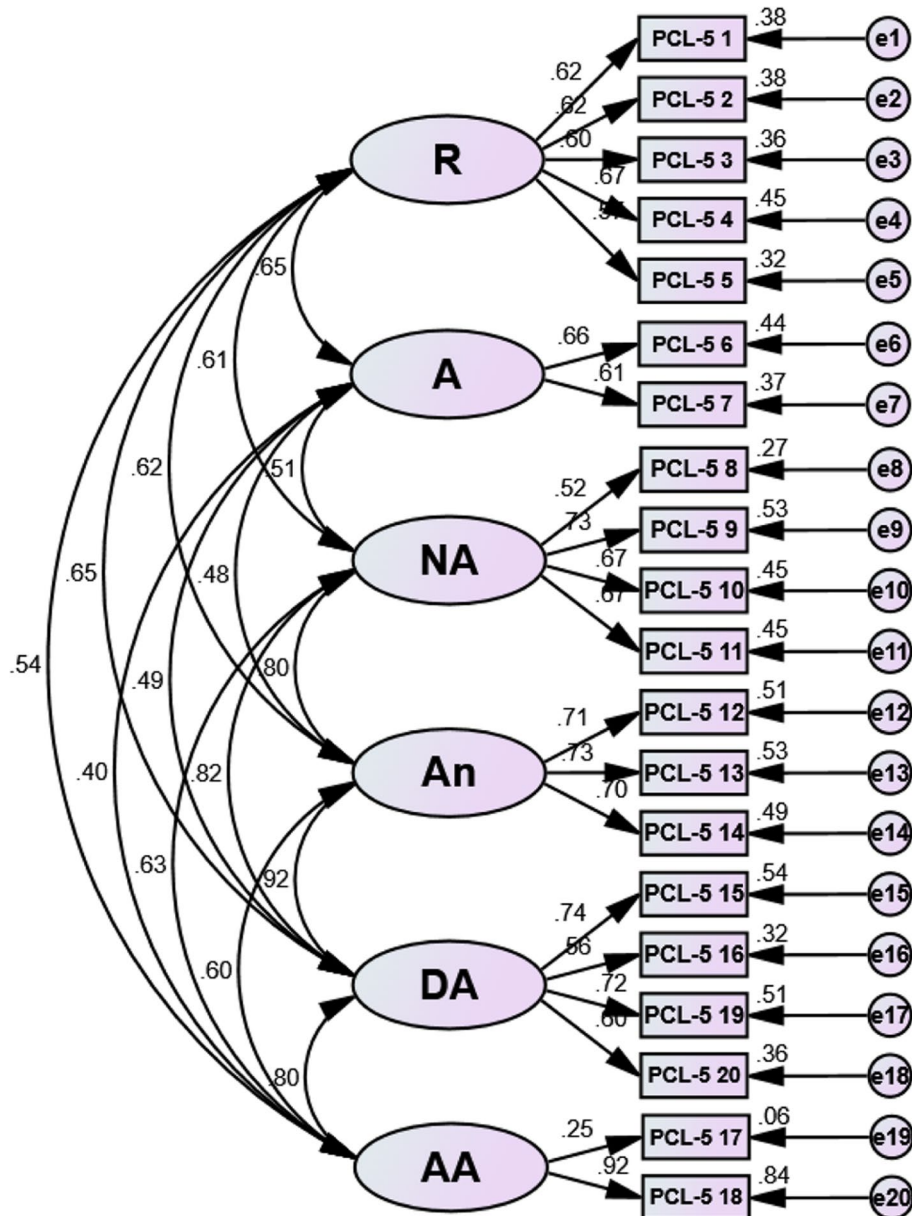 .38
PCL-5 1
e1
.62
.38
PCL-5 2
e2
.62
.36
PCL-5 3
e3
.60
R
.67
.45
PCL-5 4
e4
.57
.32
PCL-5 5
e5
.65
.44
PCL-5 6
e6
.66
.61
A
.61
.37
PCL-5 7
e7
.62
.51
.27
PCL-5 8
e8
.52
.53
PCL-5 9
e9
.73
NA
.67
.45
PCL-5 10
e10
.67
.45
PCL-5 11
e11
.65
.48
.54
.49
.80
.51
PCL-5 12
e12
.71
.53
PCL-5 13
e13
.73
An
.70
.49
PCL-5 14
e14
.40
.82
.63
.92
.54
PCL-5 15
e15
.74
.32
PCL-5 16
e16
.56
DA
.72
.51
PCL-5 19
e17
.60
.36
PCL-5 20
e18
.60
.80
.06
PCL-5 17
e19
.25
AA
.92
.84
PCL-5 18
e20